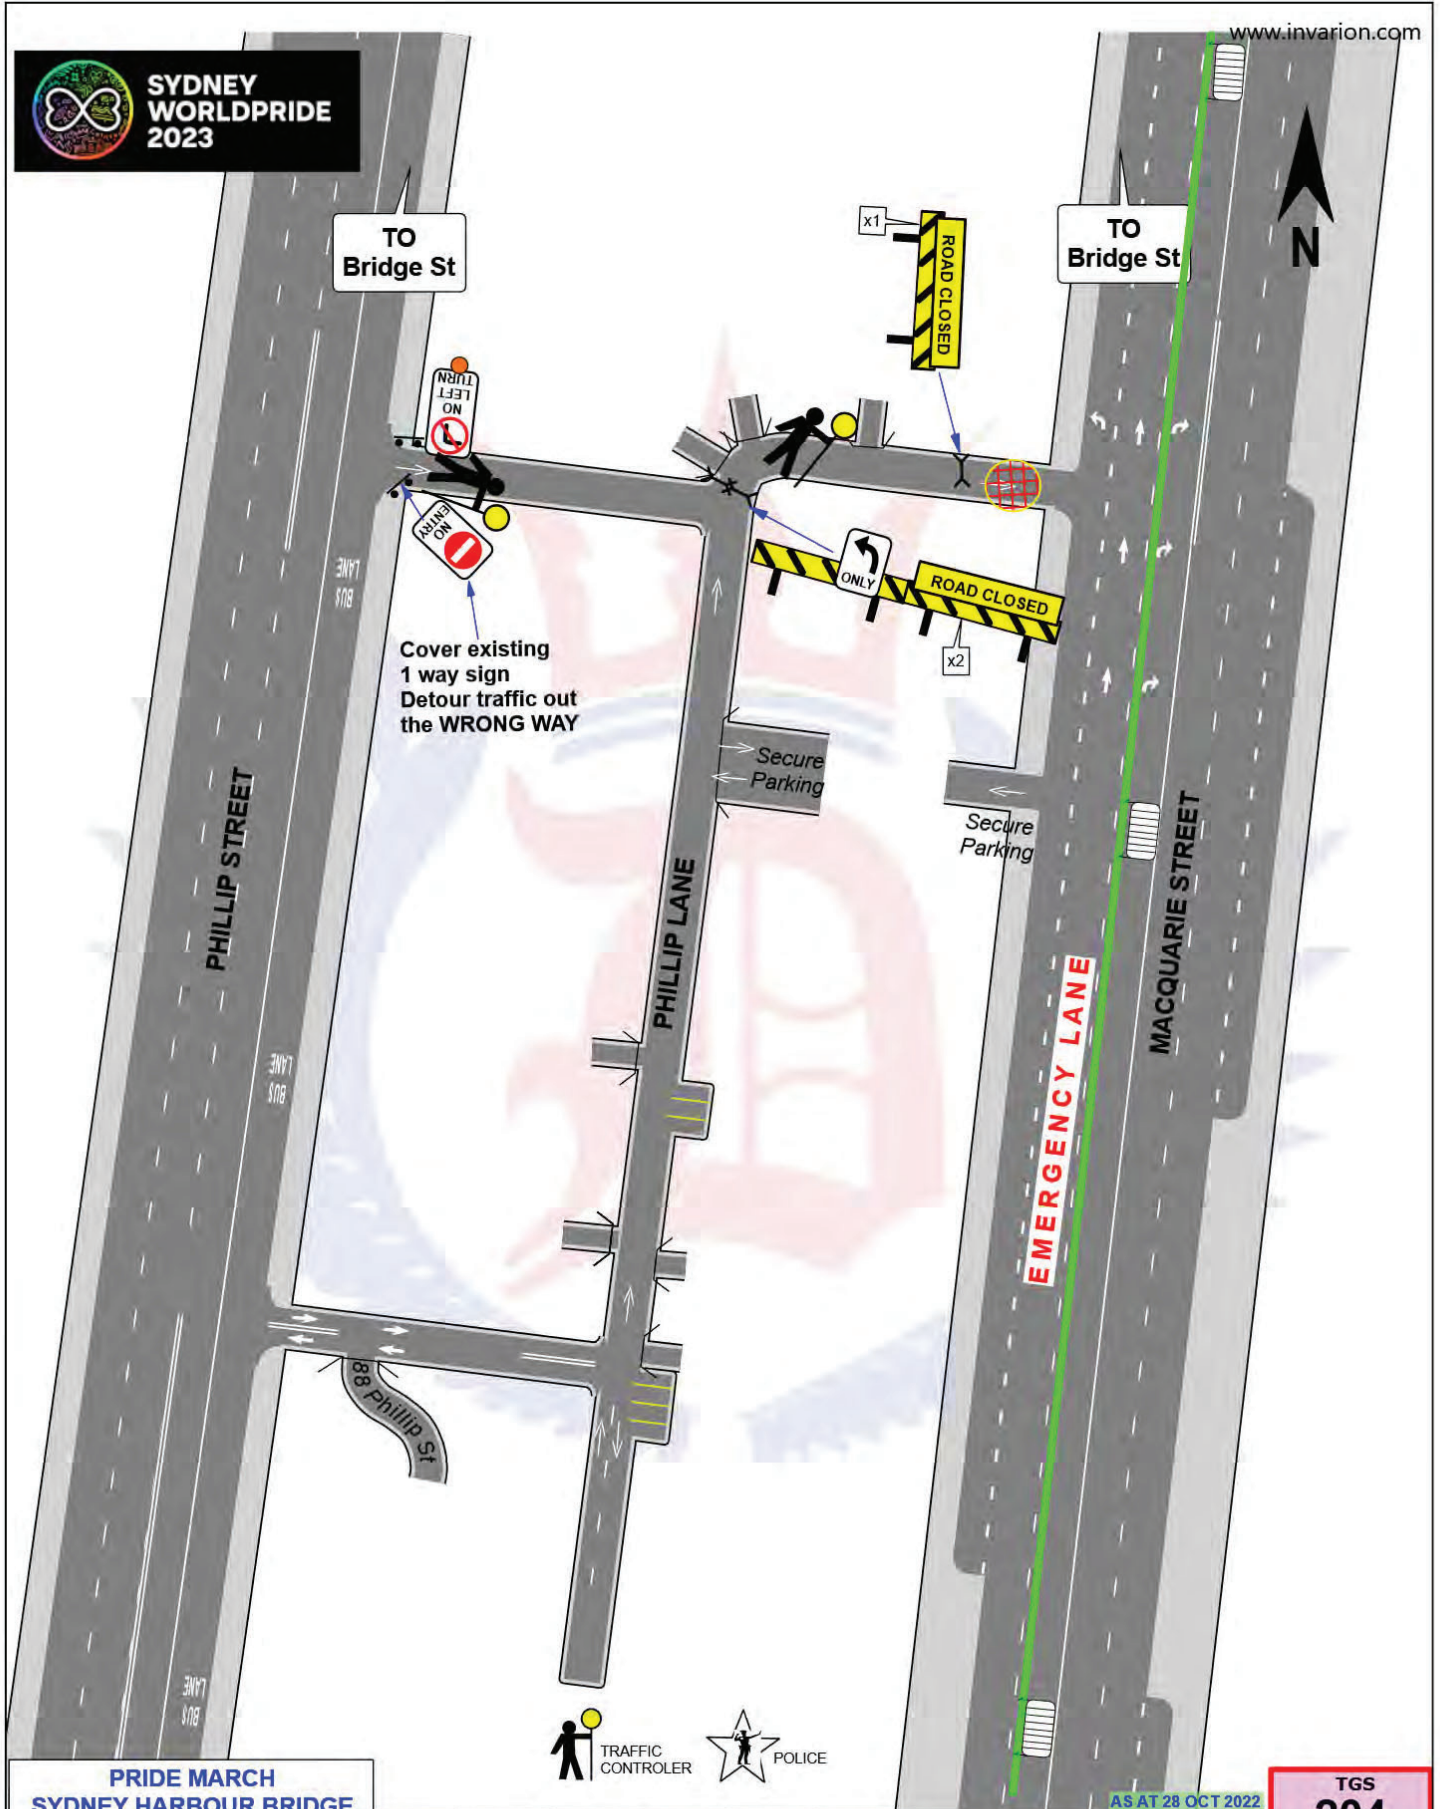 www.invarion.com
SYDNEY
WORLDPRIDE
2023
TO
Bridge St
x1
ROAD CLOSED
TO
Bridge St
N
NO
LEFT
TURN
NO
ENTRY
ONLY
ROAD CLOSED
x2
BUS
LANE
Cover existing
1 way sign
Detour traffic out
the WRONG WAY
Secure
Parking
Secure
Parking
PHILLIP STREET
PHILLIP LANE
MACQUARIE STREET
EMERGENCY LANE
BUS
LANE
88 Phillip St
BUS
LANE
TRAFFIC
CONTROLER
POLICE
PRIDE MARCH
SYDNEY HARBOUR BRIDGE
AS AT 28 OCT 2022
TGS